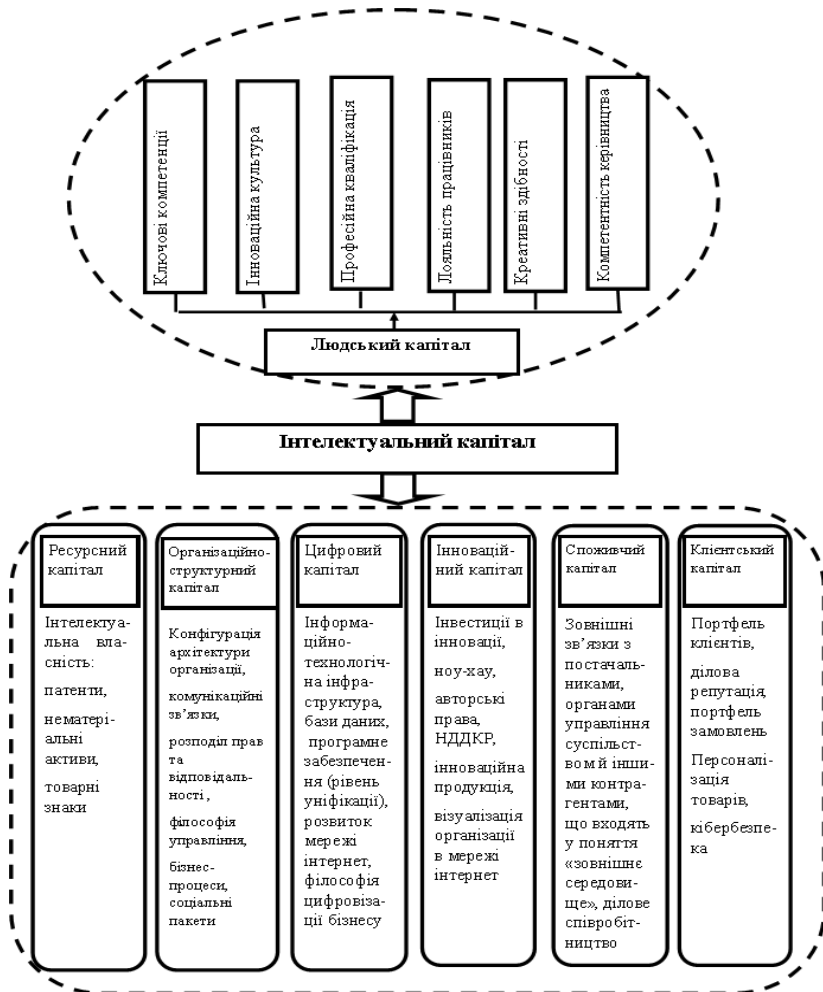 Ключові компетенції
Інноваційна культура
Професійна кваліфікація
Лояльність працівників
Креативні здібності
Компетентність керівництва
Людський капітал
Інтелектуальний капітал
Ресурсний
капітал
Інтелектуа-
льна вла-
сність:
патенти,
нематері-
альні
активи,
товарні
знаки
Організаційно-
структурний
капітал
Конфігурація
архітектури
організації,
комунікаційні
зв’язки,
розподіл прав
та
відповідаль-
ності,
філософія
управління,
бізнес-
процеси,
соціальні
пакети
Цифровий
капітал
Інформа-
ційно-
технологіч-
на інфра-
структура,
бази даних,
програмне
забезпечен-
ня (рівень
уніфікації),
розвиток
мережі
інтернет,
філософія
цифровіза-
ції бізнесу
Інновацій-
ний капітал
Інвестиції в
інновації,
ноу-хау,
авторські
права,
НДДКР,
інноваційна
продукція,
візуалізація
організації
в мережі
інтернет
Споживчий
капітал
Зовнішні
зв’язки з
постачаль-
никами,
органами
управління
суспільст-
вом й інши-
ми контра-
гентами,
що входять
у поняття
«зовнішнє
середови-
ще», ділове
співробіт-
ництво
Клієнтський
капітал
Портфель
клієнтів,
ділова
репутація,
портфель
замовлень
Персоналі-
зація
товарів,
кібербезпе-
ка